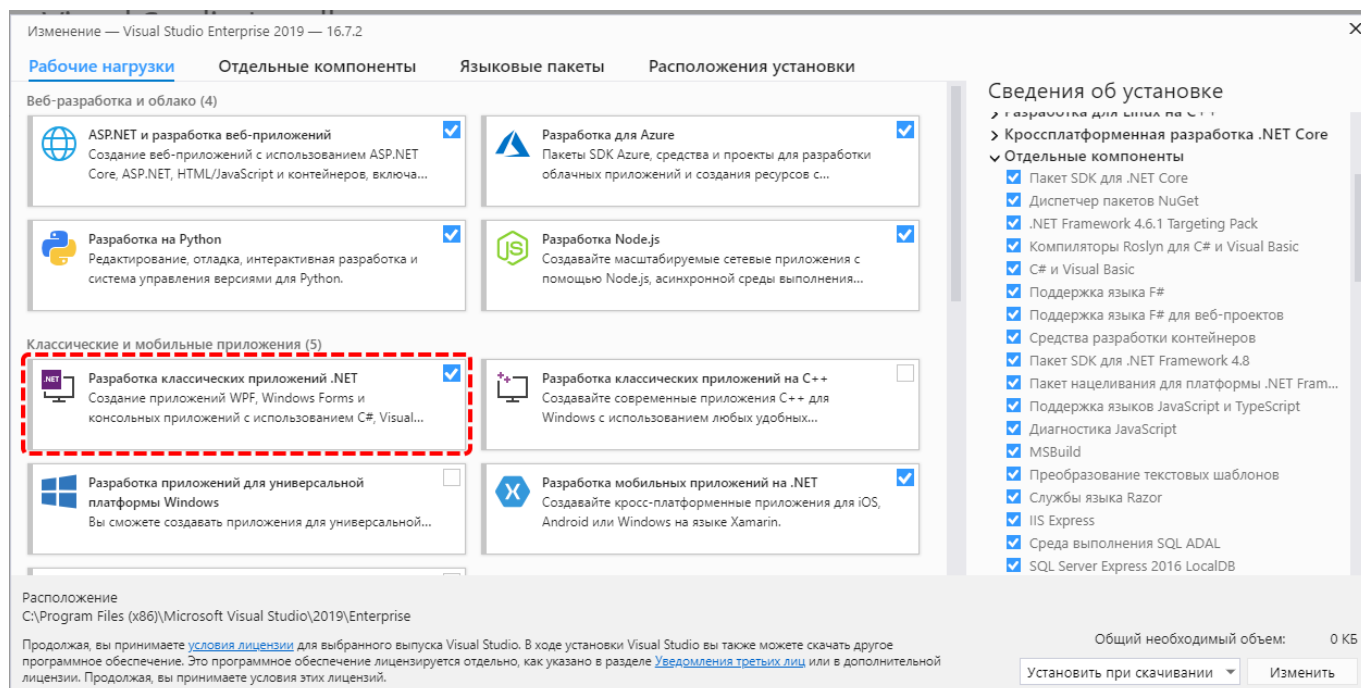 Изменение — Visual Studio Enterprise 2019 — 16.7.2
Рабочие нагрузки
Отдельные компоненты
Языковые пакеты
Расположения установки
Веб-разработка и облако (4)
ASP.NET и разработка веб-приложений
Создание веб-приложений с использованием ASP.NET
Core, ASP.NET, HTML/JavaScript и контейнеров, включа...
Разработка для Azure
Пакеты SDK Azure, средства и проекты для разработки
облачных приложений и создания ресурсов с...
Разработка на Python
Редактирование, отладка, интерактивная разработка и
система управления версиями для Python.
JS
Разработка Node.js
Создавайте масштабируемые сетевые приложения с
помощью Node.js, асинхронной среды выполнения...
Классические и мобильные приложения (5)
.NET
Разработка классических приложений .NET
Создание приложений WPF, Windows Forms и
консольных приложений с использованием C#, Visual...
Разработка классических приложений на C++
Создавайте современные приложения C++ для
Windows с использованием любых удобных...
Разработка приложений для универсальной
платформы Windows
Вы сможете создавать приложения для универсальной...
Разработка мобильных приложений на .NET
Создавайте кросс-платформенные приложения для iOS,
Android или Windows на языке Xamarin.
Сведения об установке
Разработка для Linux на C++
Кроссплатформенная разработка .NET Core
Отдельные компоненты
Пакет SDK для .NET Core
Диспетчер пакетов NuGet
.NET Framework 4.6.1 Targeting Pack
Компиляторы Roslyn для C# и Visual Basic
C# и Visual Basic
Поддержка языка F#
Поддержка языка F# для веб-проектов
Средства разработки контейнеров
Пакет SDK для .NET Framework 4.8
Пакет нацеливания для платформы .NET Fram...
Поддержка языков JavaScript и TypeScript
Диагностика JavaScript
MSBuild
Преобразование текстовых шаблонов
Службы языка Razor
IIS Express
Среда выполнения SQL ADAL
SQL Server Express 2016 LocalDB
Расположение
C:\Program Files (x86)\Microsoft Visual Studio\2019\Enterprise
Продолжая, вы принимаете условия лицензии для выбранного выпуска Visual Studio. В ходе установки Visual Studio вы также можете скачать другое
программное обеспечение. Это программное обеспечение лицензируется отдельно, как указано в разделе Уведомления третьих лиц или в дополнительной
лицензии. Продолжая, вы принимаете условия этих лицензий.
Общий необходимый объем: 0 КБ
Установить при скачивании
Изменить